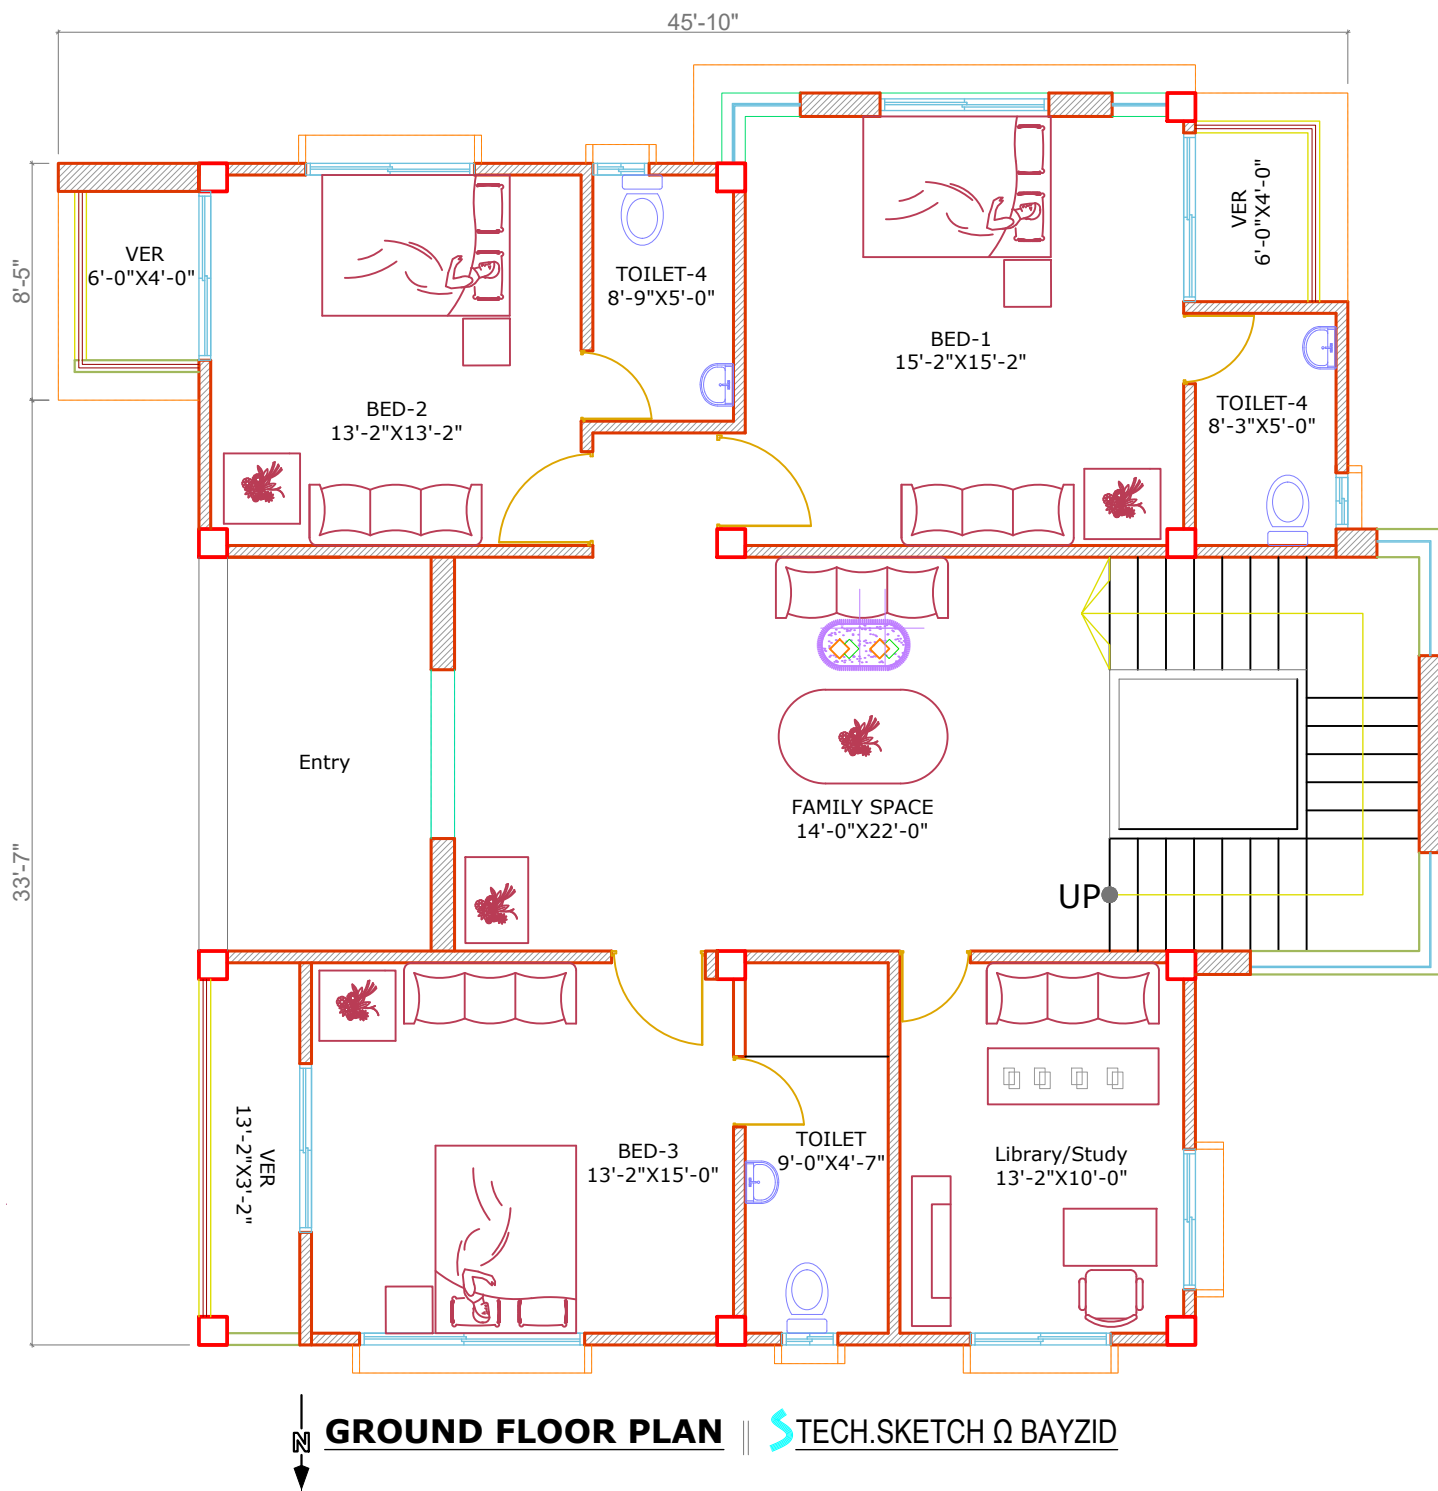 45'-10"
8'-5"
33'-7"
VER
6'-0"X4'-0"
TOILET-4
8'-9"X5'-0"
VER
6'-0"X4'-0"
BED-1
15'-2"X15'-2"
BED-2
13'-2"X13'-2"
TOILET-4
8'-3"X5'-0"
Entry
FAMILY SPACE
14'-0"X22'-0"
UP
VER
13'-2"X3'-2"
BED-3
13'-2"X15'-0"
TOILET
9'-0"X4'-7"
Library/Study
13'-2"X10'-0"
N
GROUND FLOOR PLAN || STECH.SKETCH Ω BAYZID